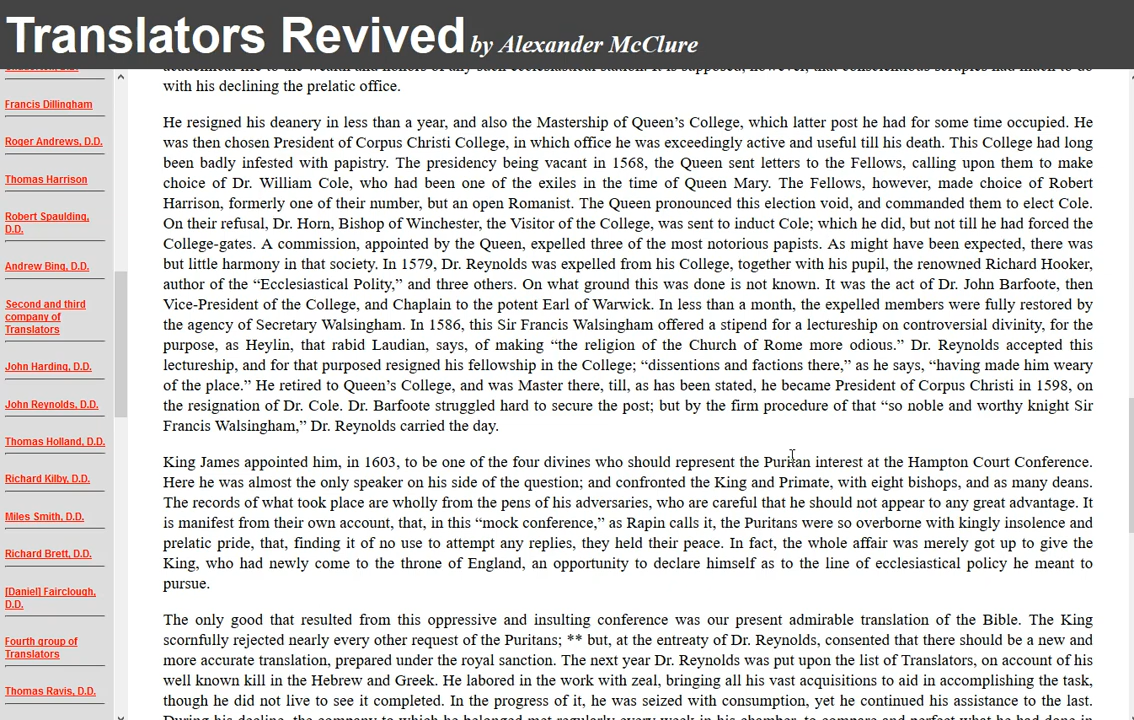 Translators Revived by Alexander McClure
with his declining the prelatic office.
Francis Dillingham
Roger Andrews, D.D.
Thomas Harrison
Robert Spaulding,
D.D.
Andrew Bing, D.D.
Second and third
company of
Translators
John Harding, D.D.
John Reynolds, D.D.
Thomas Holland, D.D.
Richard Kilby, D.D.
Miles Smith, D.D.
Richard Brett, D.D.
[Daniel] Fairclough,
D.D.
Fourth group of
Translators
Thomas Ravis, D.D.
He resigned his deanery in less than a year, and also the Mastership of Queen’s College, which latter post he had for some time occupied. He
was then chosen President of Corpus Christi College, in which office he was exceedingly active and useful till his death. This College had long
been badly infested with papistry. The presidency being vacant in 1568, the Queen sent letters to the Fellows, calling upon them to make
choice of Dr. William Cole, who had been one of the exiles in the time of Queen Mary. The Fellows, however, made choice of Robert
Harrison, formerly one of their number, but an open Romanist. The Queen pronounced this election void, and commanded them to elect Cole.
On their refusal, Dr. Horn, Bishop of Winchester, the Visitor of the College, was sent to induct Cole; which he did, but not till he had forced the
College-gates. A commission, appointed by the Queen, expelled three of the most notorious papists. As might have been expected, there was
but little harmony in that society. In 1579, Dr. Reynolds was expelled from his College, together with his pupil, the renowned Richard Hooker,
author of the “Ecclesiastical Polity,” and three others. On what ground this was done is not known. It was the act of Dr. John Barfoote, then
Vice-President of the College, and Chaplain to the potent Earl of Warwick. In less than a month, the expelled members were fully restored by
the agency of Secretary Walsingham. In 1586, this Sir Francis Walsingham offered a stipend for a lectureship on controversial divinity, for the
purpose, as Heylin, that rabid Laudian, says, of making “the religion of the Church of Rome more odious.” Dr. Reynolds accepted this
lectureship, and for that purposed resigned his fellowship in the College; “dissentions and factions there,” as he says, “having made him weary
of the place.” He retired to Queen’s College, and was Master there, till, as has been stated, he became President of Corpus Christi in 1598, on
the resignation of Dr. Cole. Dr. Barfoote struggled hard to secure the post; but by the firm procedure of that “so noble and worthy knight Sir
Francis Walsingham,” Dr. Reynolds carried the day.
King James appointed him, in 1603, to be one of the four divines who should represent the Puritan interest at the Hampton Court Conference.
Here he was almost the only speaker on his side of the question; and confronted the King and Primate, with eight bishops, and as many deans.
The records of what took place are wholly from the pens of his adversaries, who are careful that he should not appear to any great advantage. It
is manifest from their own account, that, in this “mock conference,” as Rapin calls it, the Puritans were so overborne with kingly insolence and
prelatic pride, that, finding it of no use to attempt any replies, they held their peace. In fact, the whole affair was merely got up to give the
King, who had newly come to the throne of England, an opportunity to declare himself as to the line of ecclesiastical policy he meant to
pursue.
The only good that resulted from this oppressive and insulting conference was our present admirable translation of the Bible. The King
scornfully rejected nearly every other request of the Puritans; ** but, at the entreaty of Dr. Reynolds, consented that there should be a new and
more accurate translation, prepared under the royal sanction. The next year Dr. Reynolds was put upon the list of Translators, on account of his
well known kill in the Hebrew and Greek. He labored in the work with zeal, bringing all his vast acquisitions to aid in accomplishing the task,
though he did not live to see it completed. In the progress of it, he was seized with consumption, yet he continued his assistance to the last.